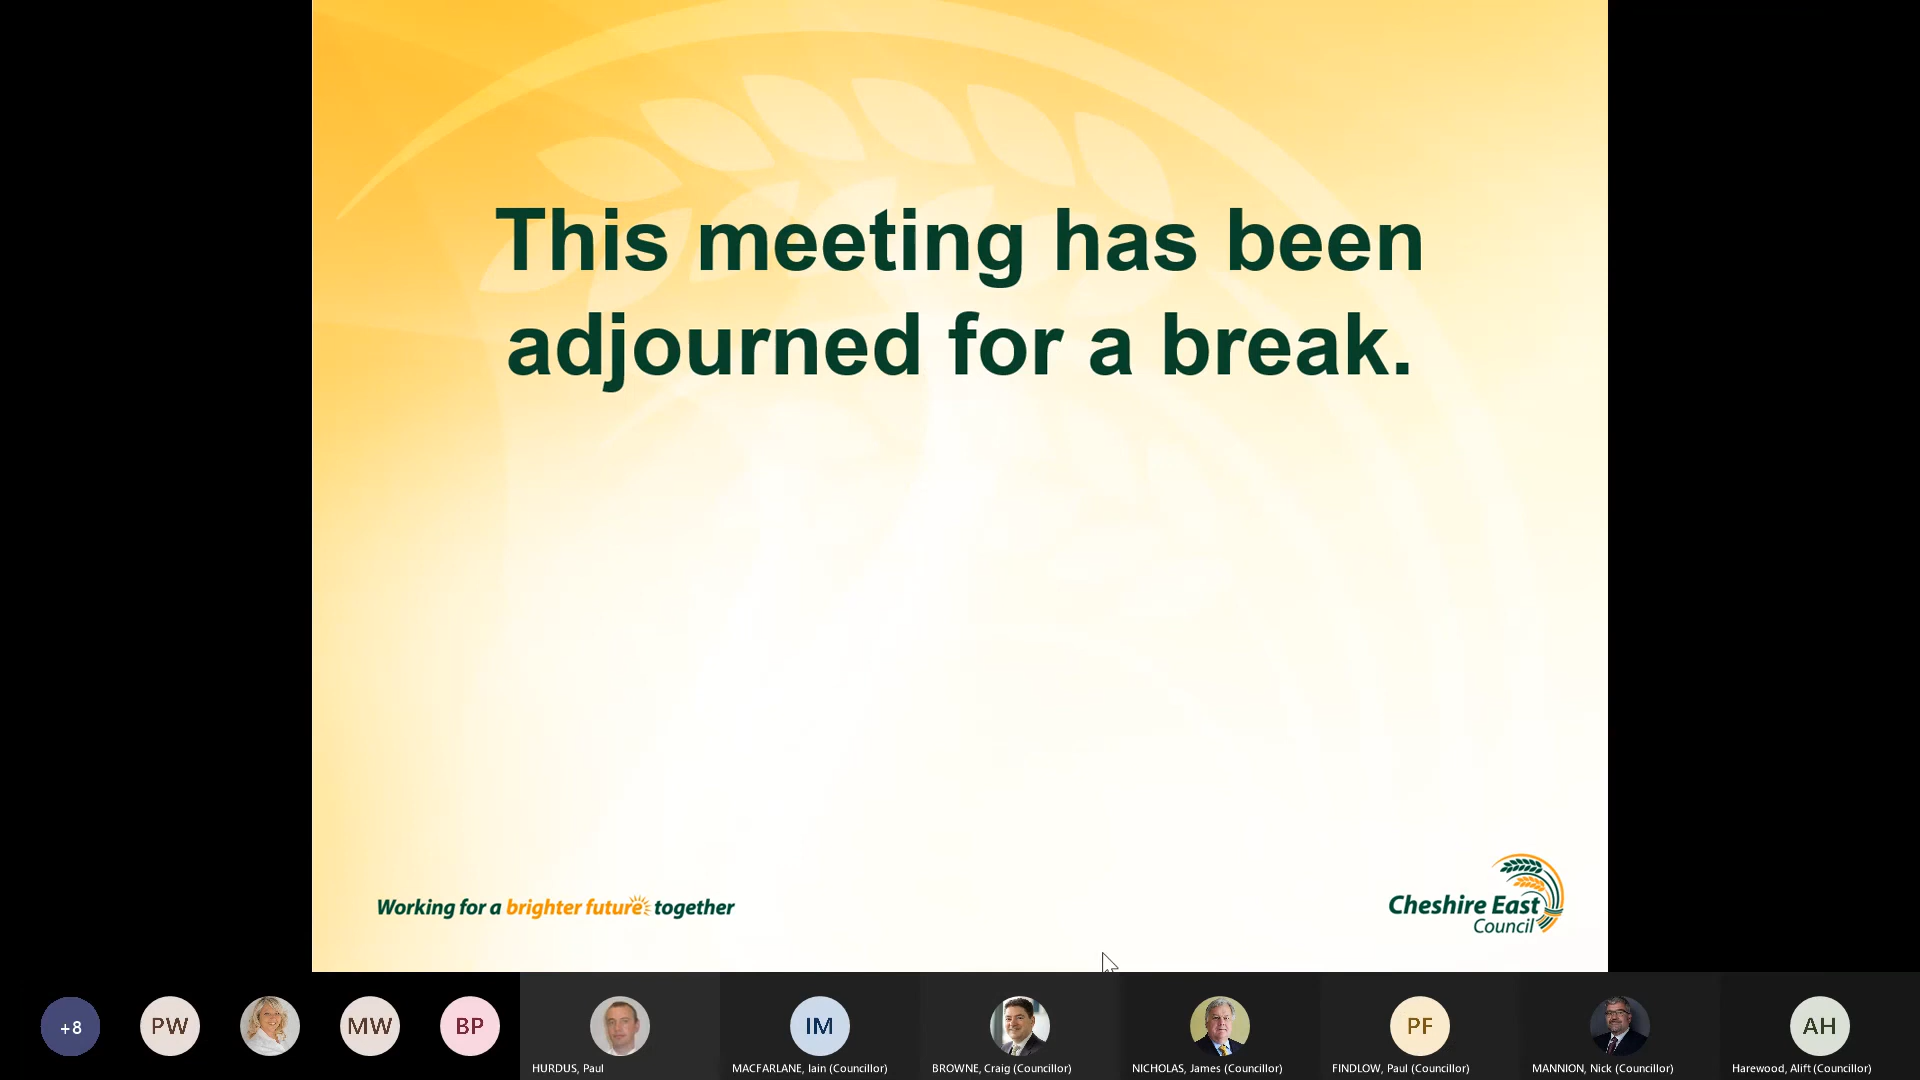 This meeting has been
adjourned for a break.
Working for a brighter future together
Cheshire East
Council
+8
PW
MW
BP
IM
PF
AH
HURDUS, Paul
MACFARLANE, Iain (Councillor)
BROWNE, Craig (Councillor)
NICHOLAS, James (Councillor)
FINDLOW, Paul (Councillor)
MANNION, Nick (Councillor)
Harewood, Alift (Councillor)